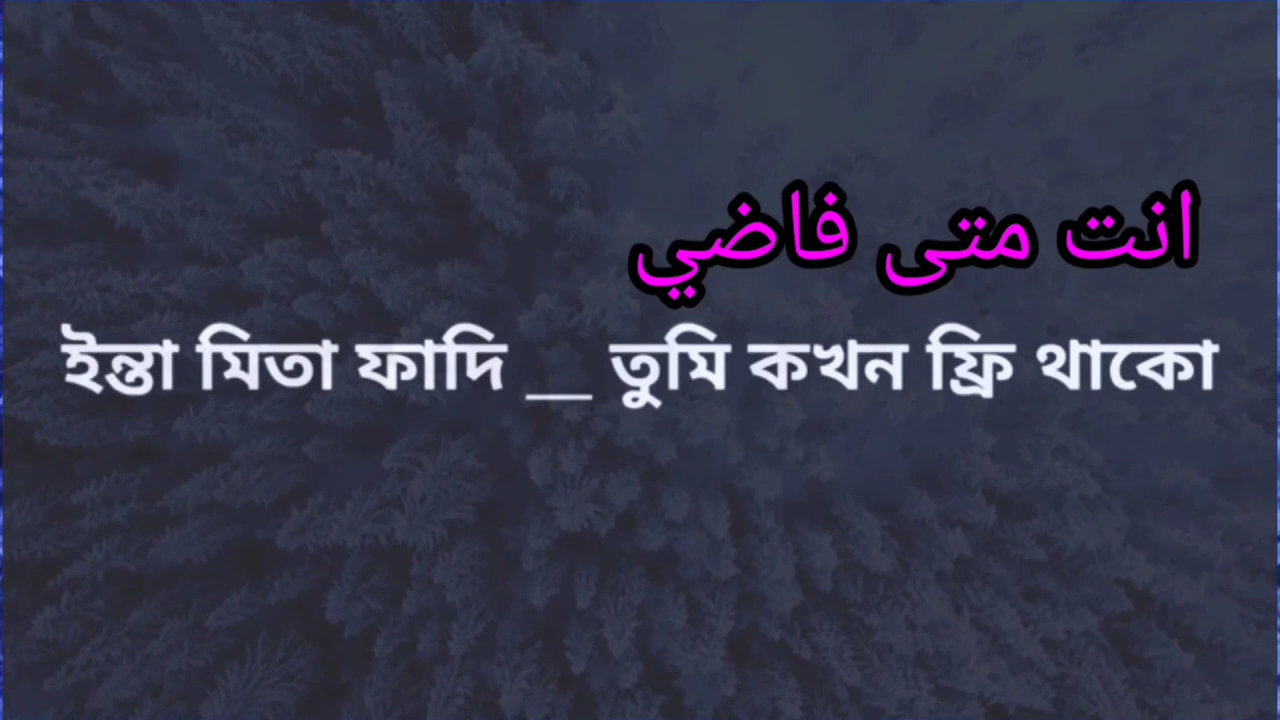 انت متى فاضي
ইন্তা মিতা ফাদি __ তুমি কখন ফ্রি থাকো